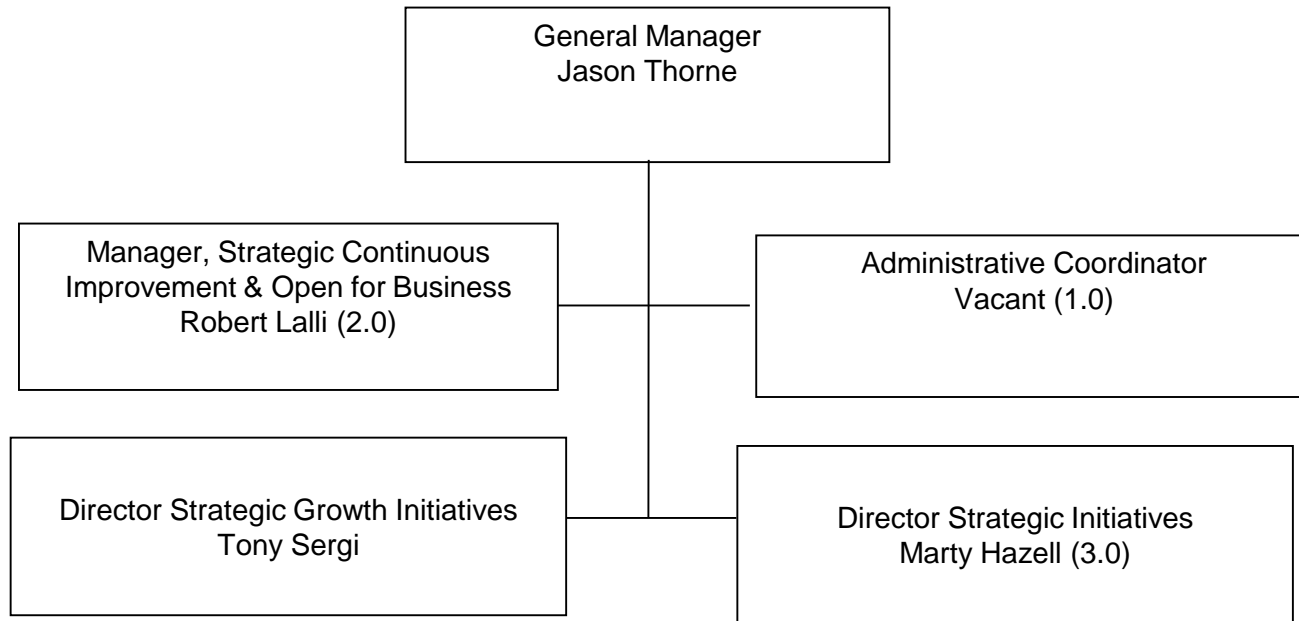 General Manager
Jason Thorne
Manager, Strategic Continuous
Improvement & Open for Business
Robert Lalli (2.0)
Administrative Coordinator
Vacant (1.0)
Director Strategic Growth Initiatives
Tony Sergi
Director Strategic Initiatives
Marty Hazell (3.0)